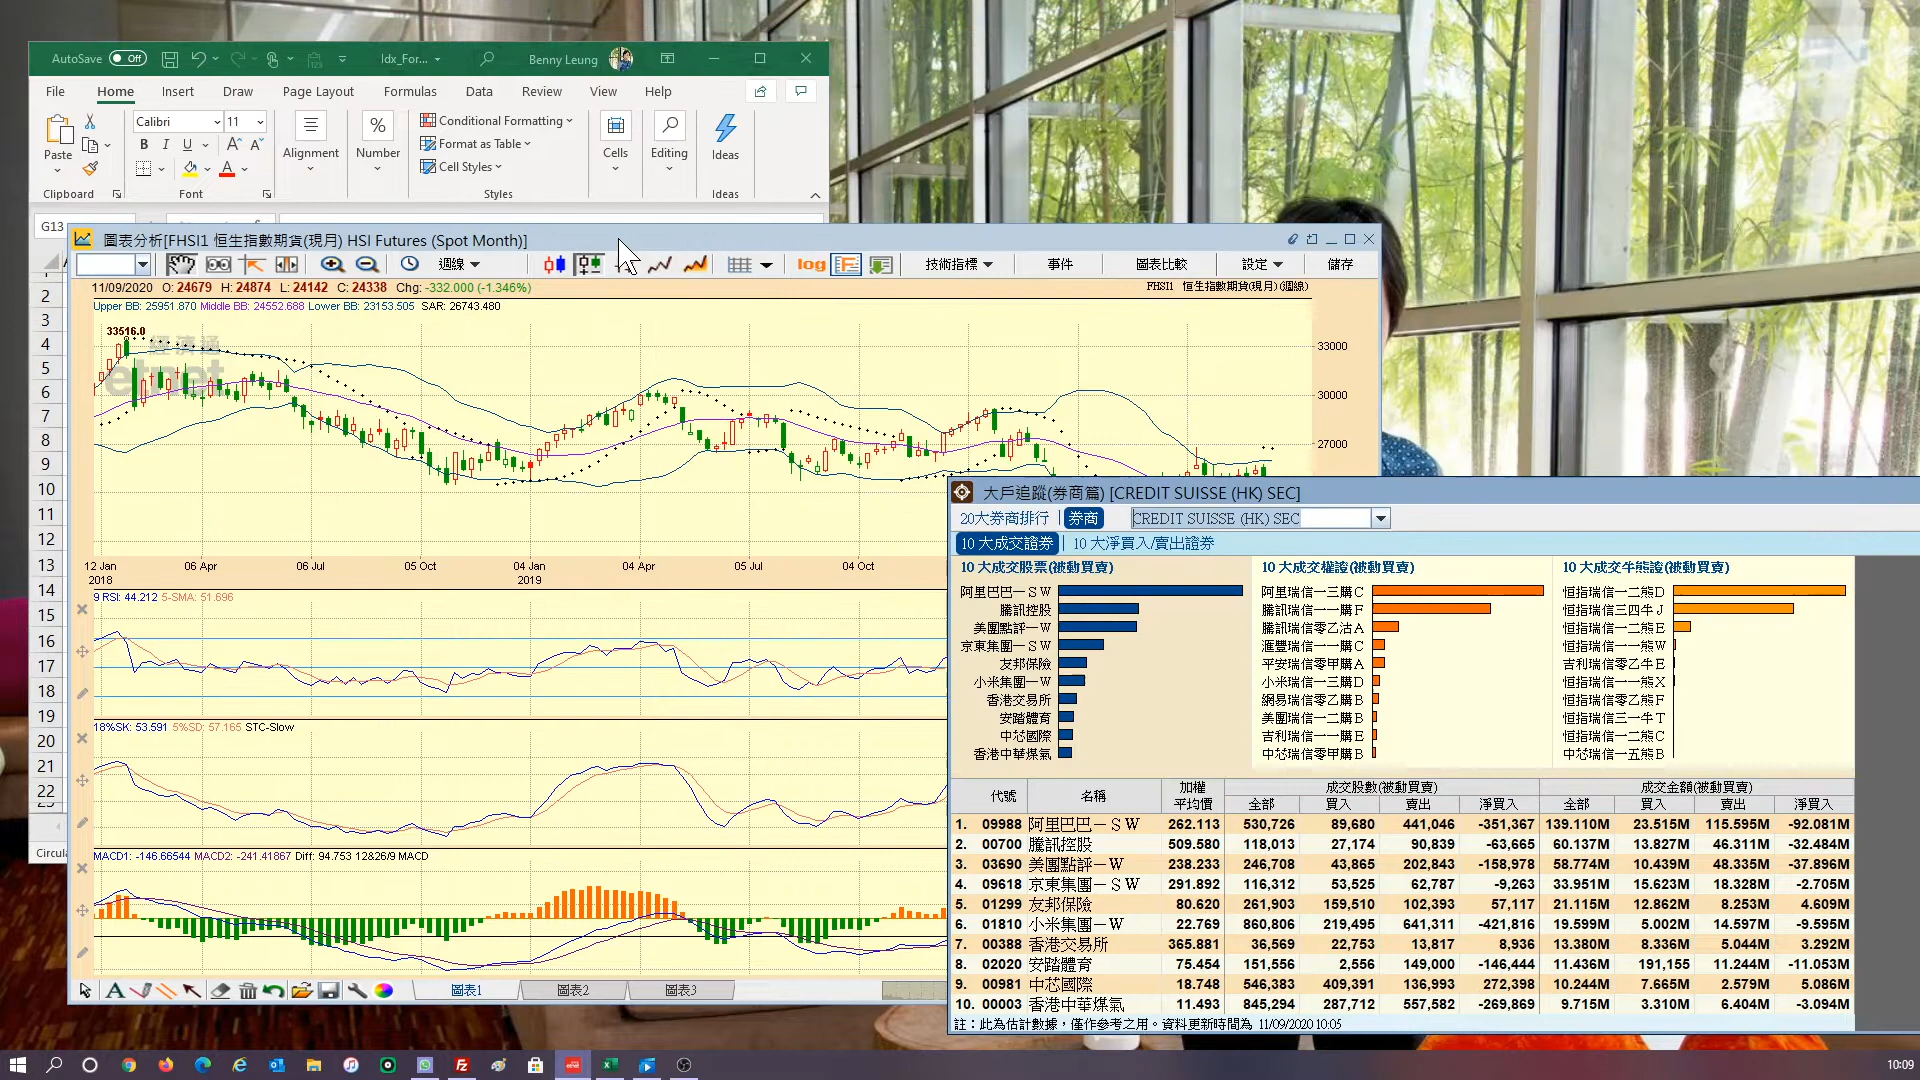 AutoSave Off Idx_For... Benny Leung
File Home Insert Draw Page Layout Formulas Data Review View Help
Calibri 11
Paste Alignment Number Conditional Formatting Format as Table Cell Styles Cells Editing Ideas
Clipboard Font Styles Ideas
G13
圖表分析[FHSI1 恒生指數期貨(現月) HSI Futures (Spot Month)]
週線 log 技術指標 事件 圖表比較 設定 儲存
11/09/2020 O: 24679 H: 24874 L: 24142 C: 24338 Chg: -332.000 (-1.346%) FHSI1 恒生指數期貨(現月)(週線)
Upper BB: 25951.870 Middle BB: 24552.688 Lower BB: 23153.505 SAR: 26743.480
33516.0
經濟通
etnet
33000
30000
27000
12 Jan 06 Apr 06 Jul 05 Oct 04 Jan 04 Apr 05 Jul 04 Oct
2018 2019
9 RSI: 44.212 5-SMA: 51.696
18%SK: 53.591 5%SD: 57.165 STC-Slow
MACD1: -146.66544 MACD2: -241.41867 Diff: 94.753 12&26/9 MACD
圖表1 圖表2 圖表3
2
3
4
5
6
7
8
9
10
11
12
13
14
15
16
17
18
19
20
21
22
23
Circula
大戶追蹤(券商篇) [CREDIT SUISSE (HK) SEC]
20大券商排行 券商 CREDIT SUISSE (HK) SEC
10 大成交證券 10 大淨買入/賣出證券
10 大成交股票(被動買賣)
阿里巴巴－ＳＷ
騰訊控股
美團點評－W
京東集團－ＳＷ
友邦保險
小米集團－W
香港交易所
安踏體育
中芯國際
香港中華煤氣
10 大成交權證(被動買賣)
阿里瑞信一三購C
騰訊瑞信一一購F
騰訊瑞信零乙沽A
滙豐瑞信一一購C
平安瑞信零甲購A
小米瑞信一三購D
網易瑞信零乙購B
美團瑞信一二購B
吉利瑞信一一購E
中芯瑞信零甲購B
10 大成交牛熊證(被動買賣)
恒指瑞信一二熊D
恒指瑞信三四牛J
恒指瑞信一二熊E
恒指瑞信一一熊W
吉利瑞信零乙牛E
恒指瑞信一一熊X
恒指瑞信零乙熊F
恒指瑞信三一牛T
恒指瑞信一二熊C
中芯瑞信一五熊B
代號 名稱 加權平均價 成交股數(被動買賣) 成交金額(被動買賣)
全部 買入 賣出 淨買入 全部 買入 賣出 淨買入
1. 09988 阿里巴巴－ＳＷ 262.113 530,726 89,680 441,046 -351,367 139.110M 23.515M 115.595M -92.081M
2. 00700 騰訊控股 509.580 118,013 27,174 90,839 -63,665 60.137M 13.827M 46.311M -32.484M
3. 03690 美團點評－W 238.233 246,708 43,865 202,843 -158,978 58.774M 10.439M 48.335M -37.896M
4. 09618 京東集團－ＳＷ 291.892 116,312 53,525 62,787 -9,263 33.951M 15.623M 18.328M -2.705M
5. 01299 友邦保險 80.620 261,903 159,510 102,393 57,117 21.115M 12.862M 8.253M 4.609M
6. 01810 小米集團－W 22.769 860,806 219,495 641,311 -421,816 19.599M 5.002M 14.597M -9.595M
7. 00388 香港交易所 365.881 36,569 22,753 13,817 8,936 13.380M 8.336M 5.044M 3.292M
8. 02020 安踏體育 75.454 151,556 2,556 149,000 -146,444 11.436M 191,155 11.244M -11.053M
9. 00981 中芯國際 18.748 546,383 409,391 136,993 272,398 10.244M 7.665M 2.579M 5.086M
10. 00003 香港中華煤氣 11.493 845,294 287,712 557,582 -269,869 9.715M 3.310M 6.404M -3.094M
註：此為估計數據，僅作參考之用。資料更新時間為 11/09/2020 10:05
10:09